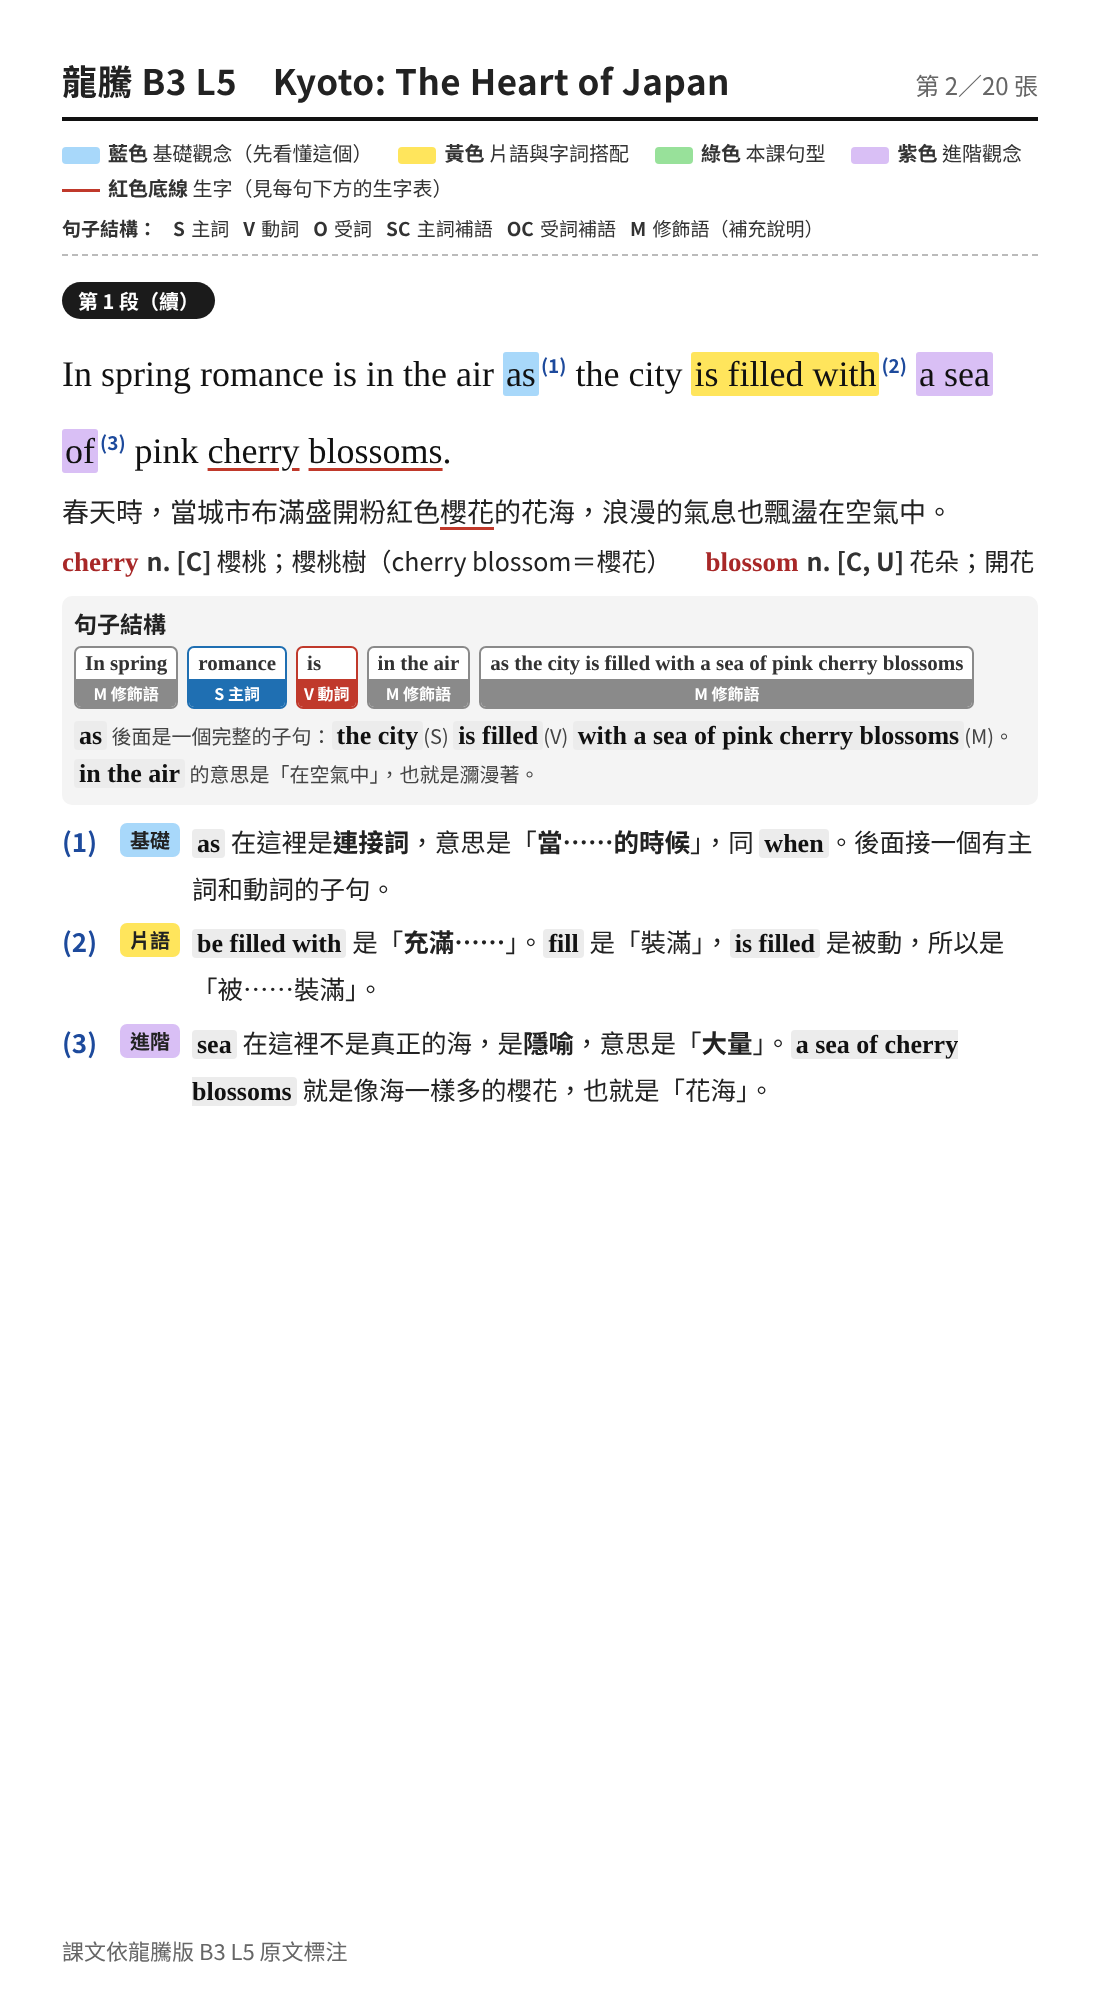 龍騰 B3 L5　Kyoto: The Heart of Japan
第 2／20 張
藍色 基礎觀念（先看懂這個）　黃色 片語與字詞搭配　綠色 本課句型　紫色 進階觀念
紅色底線 生字（見每句下方的生字表）
句子結構：　S 主詞　V 動詞　O 受詞　SC 主詞補語　OC 受詞補語　M 修飾語（補充說明）
第 1 段（續）
In spring romance is in the air as(1) the city is filled with(2) a sea
of(3) pink cherry blossoms.
春天時，當城市布滿盛開粉紅色櫻花的花海，浪漫的氣息也飄盪在空氣中。
cherry n. [C] 櫻桃；櫻桃樹（cherry blossom＝櫻花）　blossom n. [C, U] 花朵；開花
句子結構
In spring　romance　is　in the air　as the city is filled with a sea of pink cherry blossoms
M 修飾語　S 主詞　V 動詞　M 修飾語　M 修飾語
as 後面是一個完整的子句：the city (S) is filled (V) with a sea of pink cherry blossoms (M)。
in the air 的意思是「在空氣中」，也就是瀰漫著。
(1) 基礎 as 在這裡是連接詞，意思是「當⋯⋯的時候」，同 when。後面接一個有主
詞和動詞的子句。
(2) 片語 be filled with 是「充滿⋯⋯」。fill 是「裝滿」，is filled 是被動，所以是
「被⋯⋯裝滿」。
(3) 進階 sea 在這裡不是真正的海，是隱喻，意思是「大量」。a sea of cherry
blossoms 就是像海一樣多的櫻花，也就是「花海」。
課文依龍騰版 B3 L5 原文標注